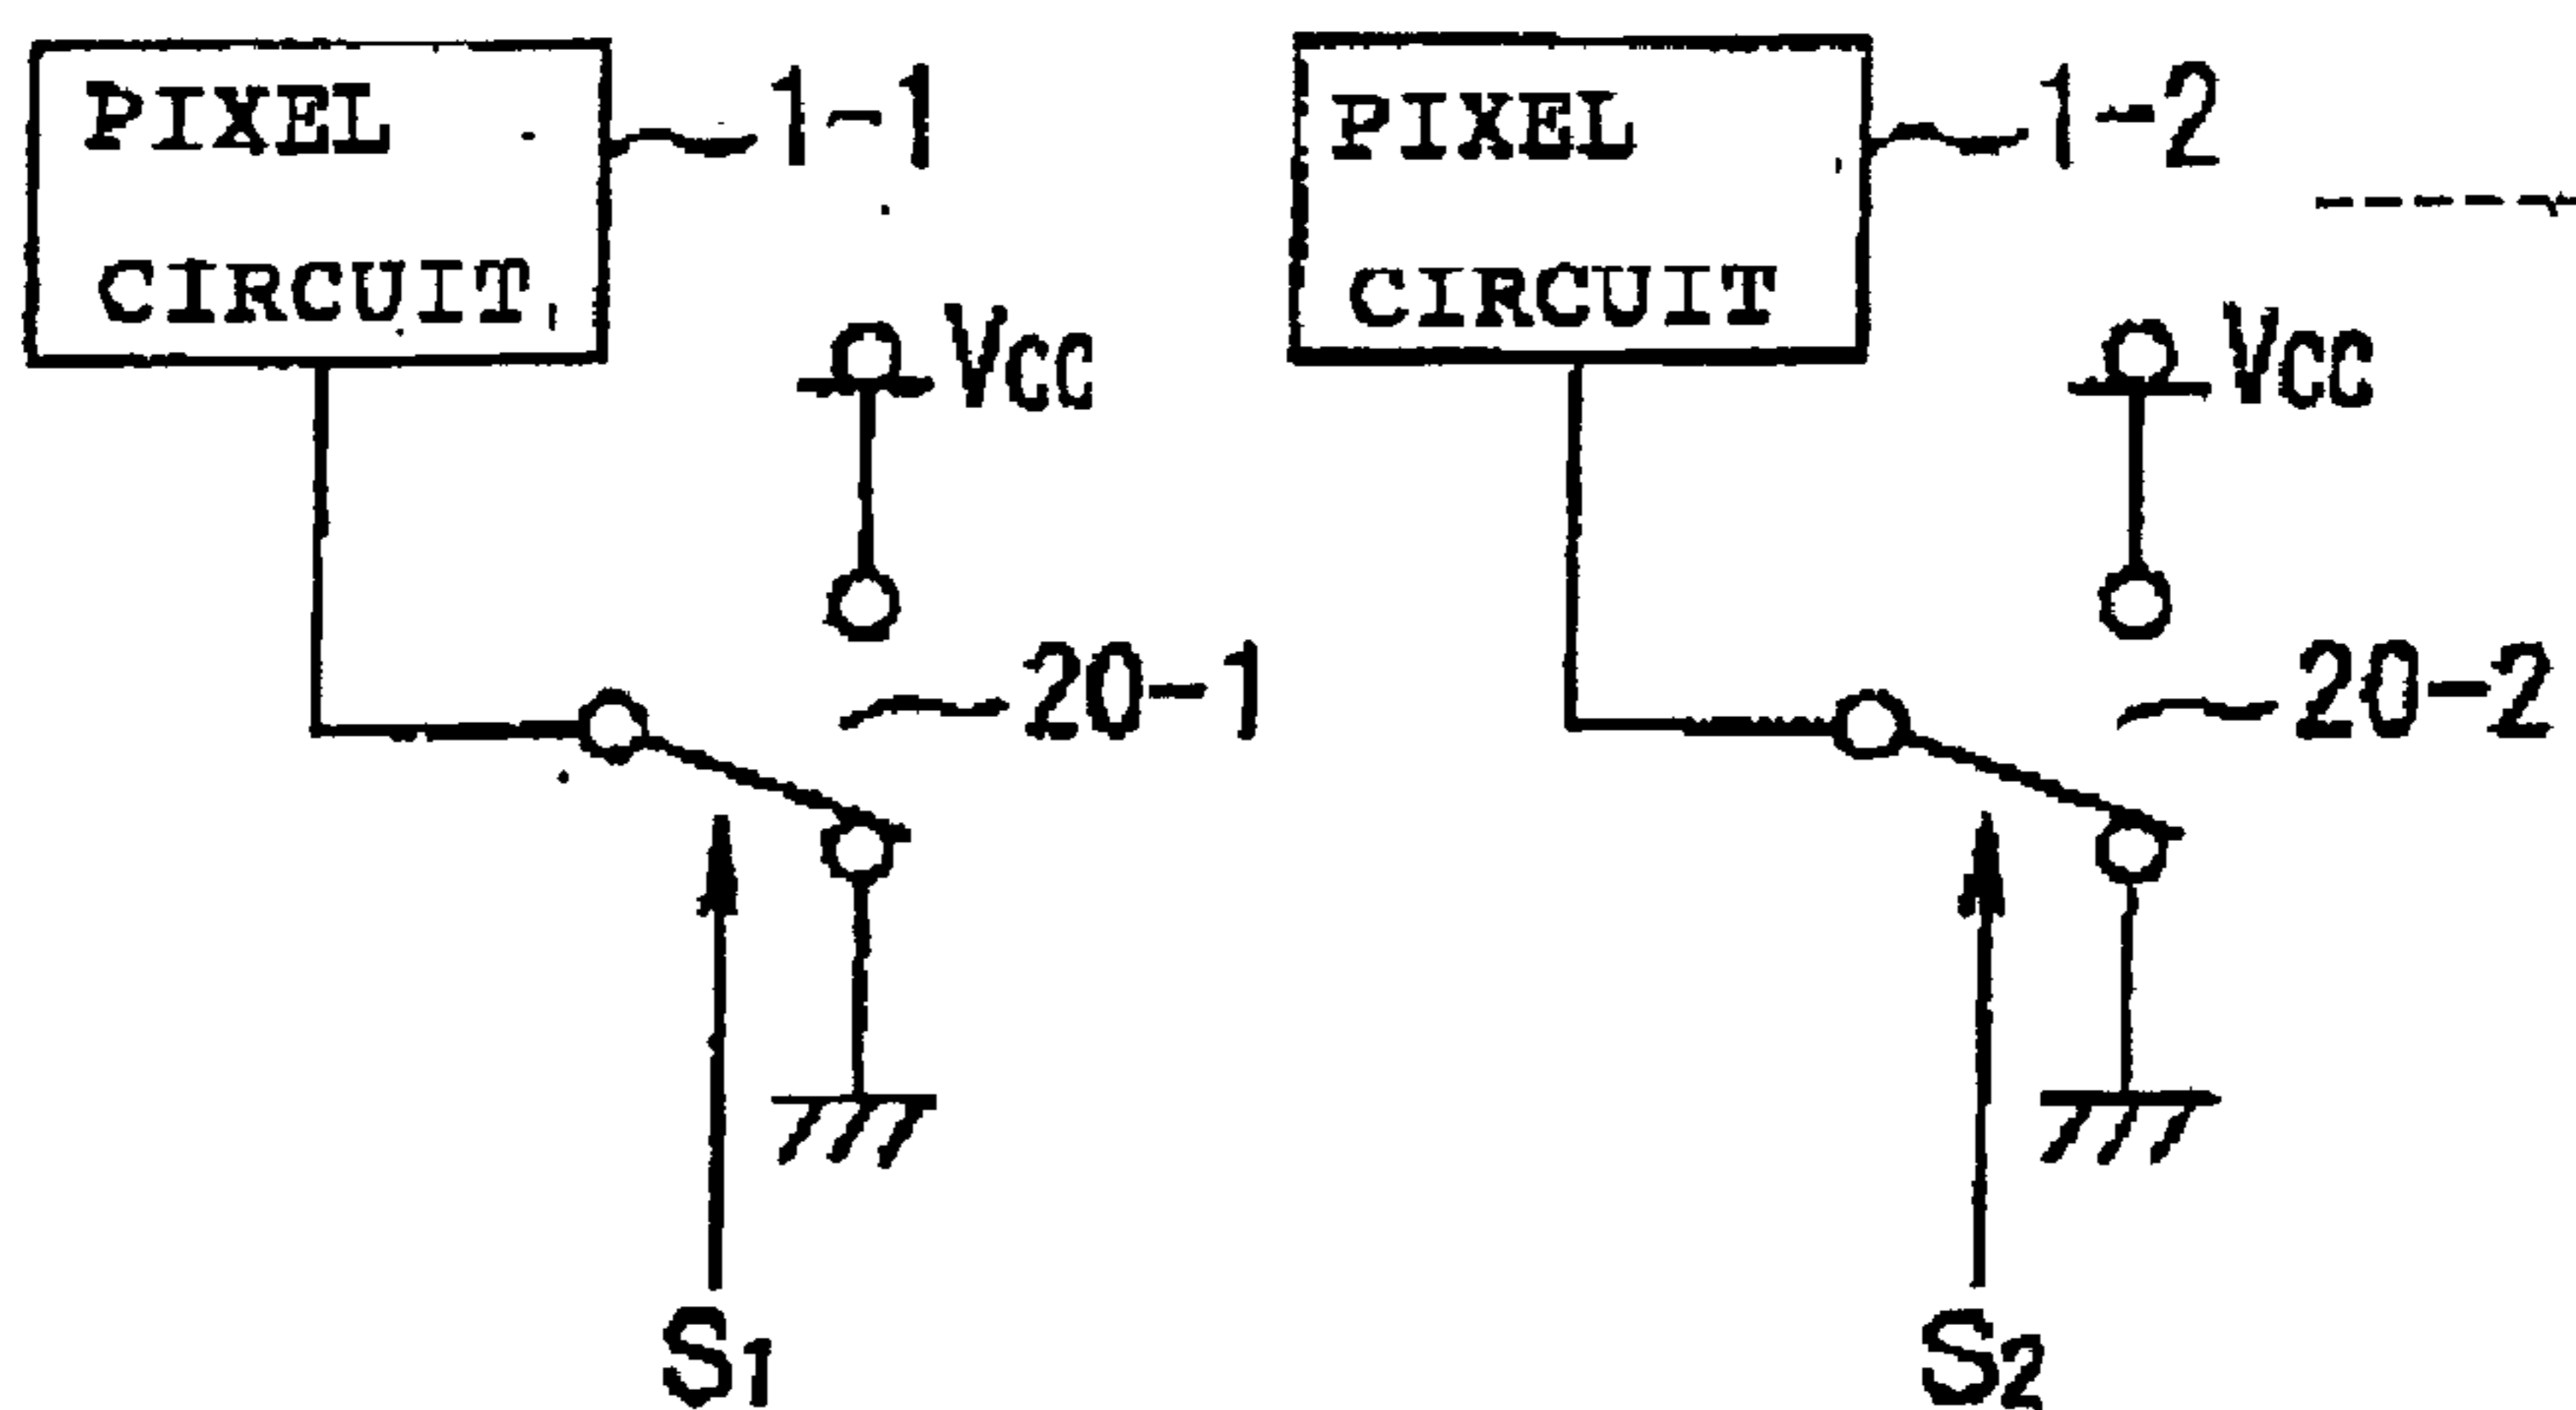 PIXEL
CIRCUIT
1-1
PIXEL
CIRCUIT
1-2
VCC
VCC
20-1
20-2
S1
S2